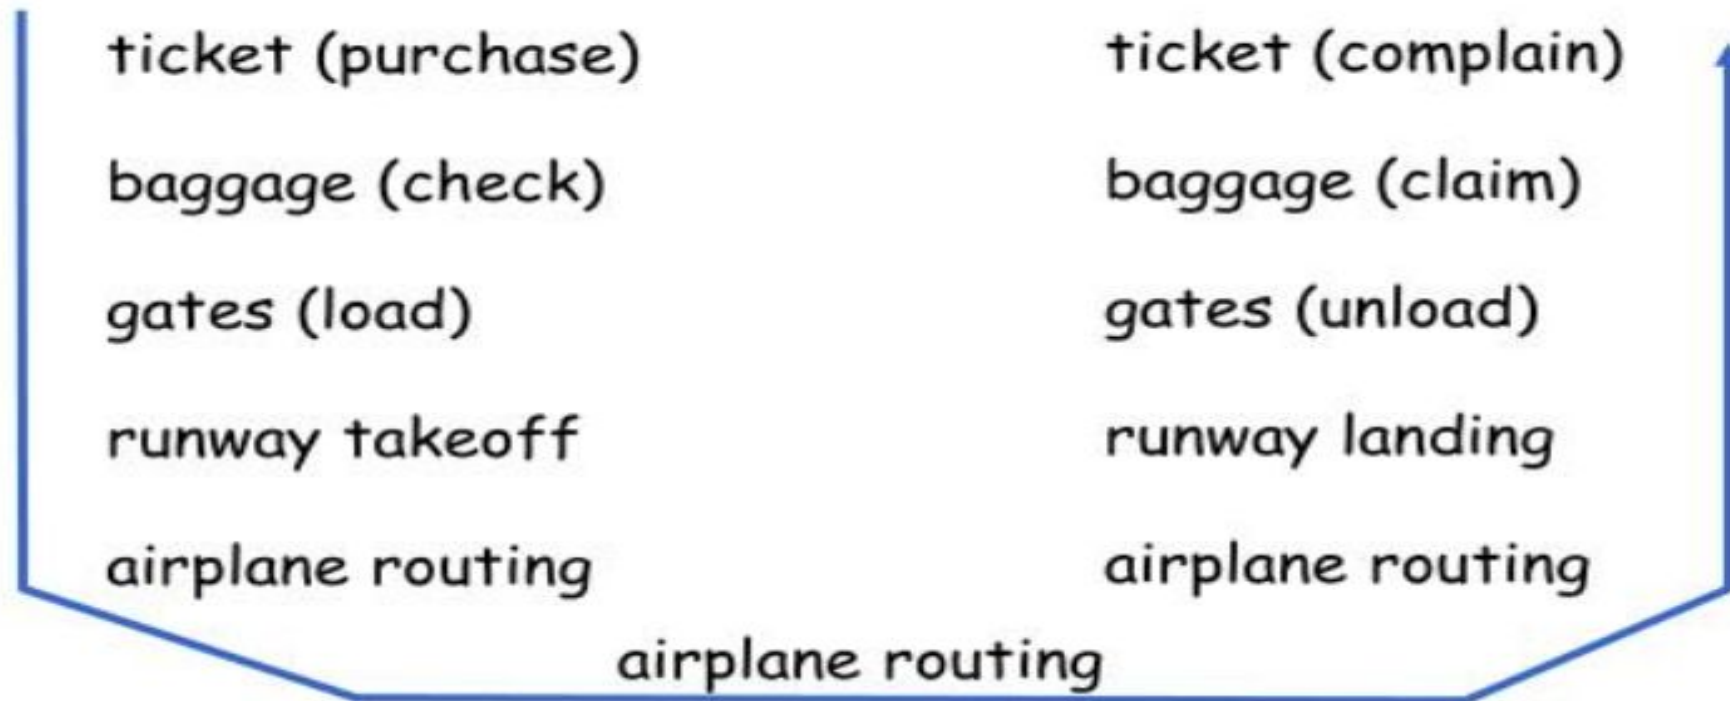 ticket (purchase)
baggage (check)
gates (load)
runway takeoff
airplane routing
ticket (complain)
baggage (claim)
gates (unload)
runway landing
airplane routing
airplane routing